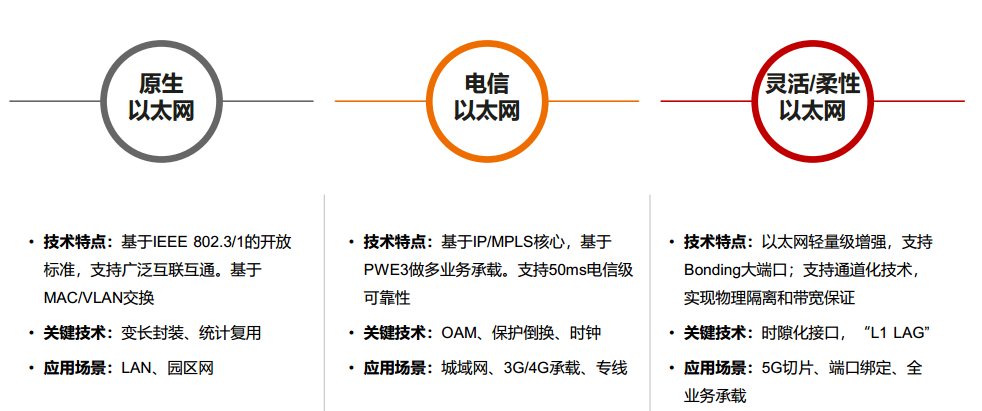 原生
以太网
电信
以太网
灵活/柔性
以太网
• 技术特点：基于IEEE 802.3/1的开放
标准，支持广泛互联互通。基于
MAC/VLAN交换
• 关键技术：变长封装、统计复用
• 应用场景：LAN、园区网
• 技术特点：基于IP/MPLS核心，基于
PWE3做多业务承载。支持50ms电信级
可靠性
• 关键技术：OAM、保护倒换、时钟
• 应用场景：城域网、3G/4G承载、专线
• 技术特点：以太网轻量级增强，支持
Bonding大端口；支持通道化技术，
实现物理隔离和带宽保证
• 关键技术：时隙化接口，“L1 LAG”
• 应用场景：5G切片、端口绑定、全
业务承载